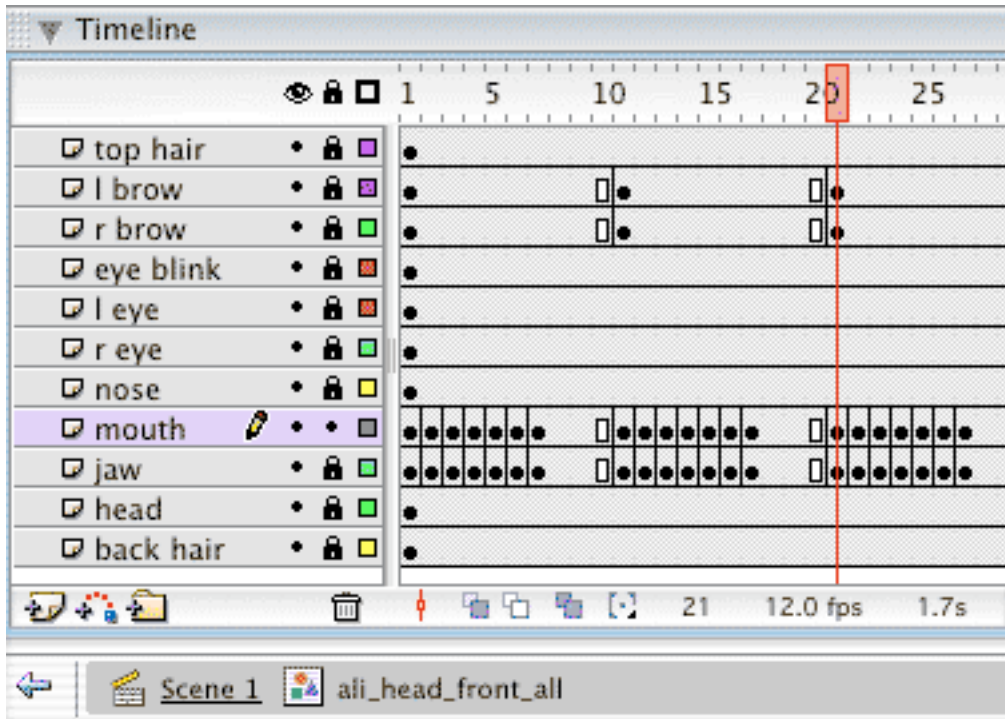 Timeline
1 5 10 15 20 25
top hair
l brow
r brow
eye blink
l eye
r eye
nose
mouth
jaw
head
back hair
21 12.0 fps 1.7s
Scene 1 ali_head_front_all